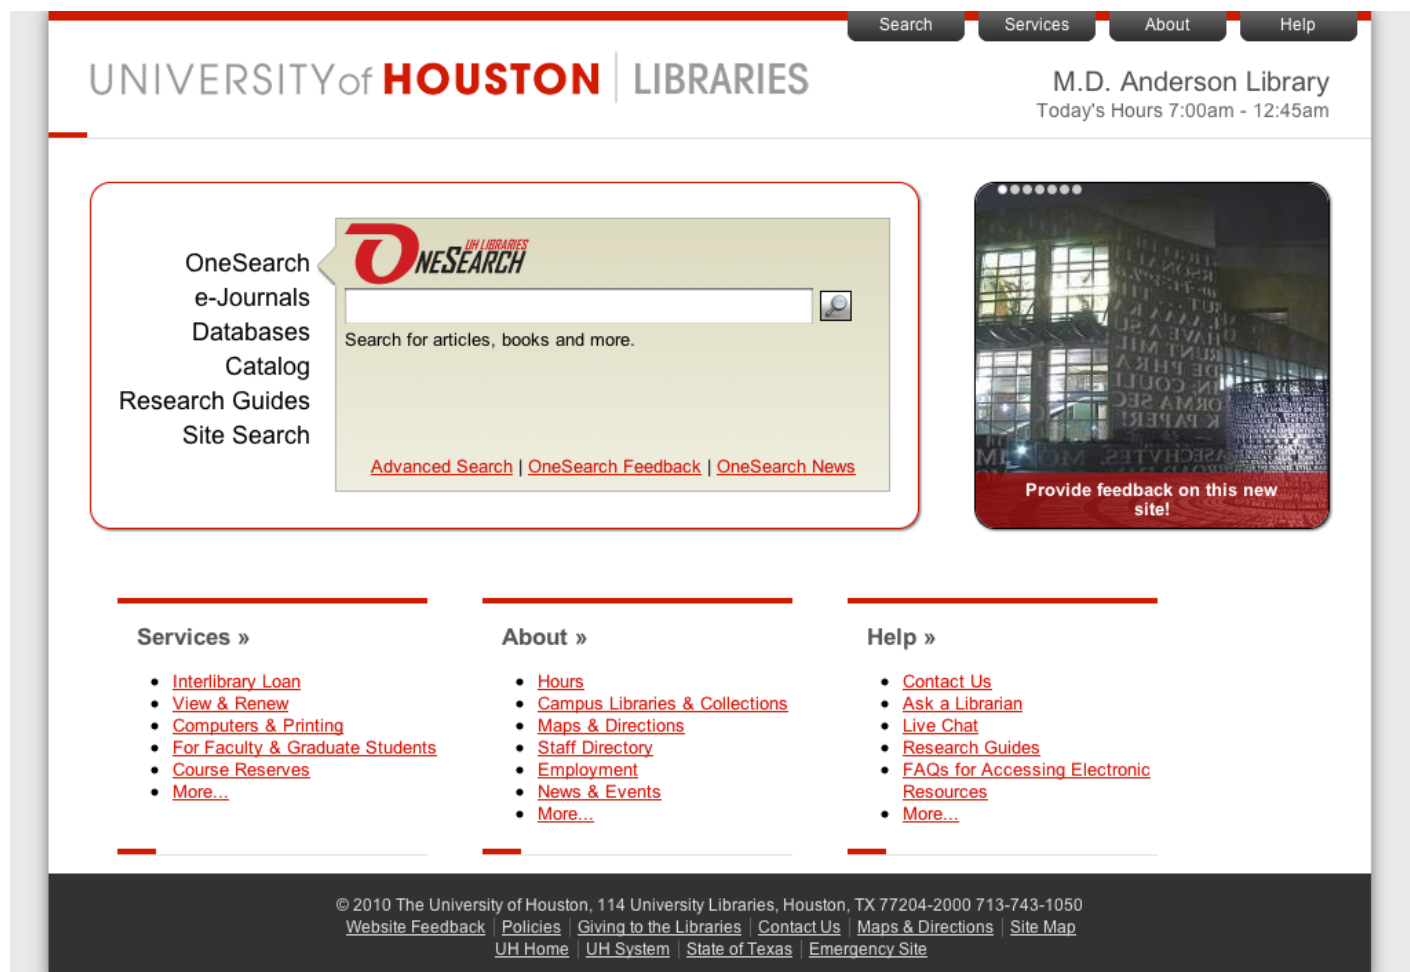 Search Services About Help
UNIVERSITY of HOUSTON LIBRARIES
M.D. Anderson Library
Today's Hours 7:00am - 12:45am
OneSearch
e-Journals
Databases
Catalog
Research Guides
Site Search
UH LIBRARIES
ONESEARCH
Search for articles, books and more.
Advanced Search | OneSearch Feedback | OneSearch News
Provide feedback on this new
site!
Services »
Interlibrary Loan
View & Renew
Computers & Printing
For Faculty & Graduate Students
Course Reserves
More...
About »
Hours
Campus Libraries & Collections
Maps & Directions
Staff Directory
Employment
News & Events
More...
Help »
Contact Us
Ask a Librarian
Live Chat
Research Guides
FAQs for Accessing Electronic
Resources
More...
© 2010 The University of Houston, 114 University Libraries, Houston, TX 77204-2000 713-743-1050
Website Feedback | Policies | Giving to the Libraries | Contact Us | Maps & Directions | Site Map
UH Home | UH System | State of Texas | Emergency Site